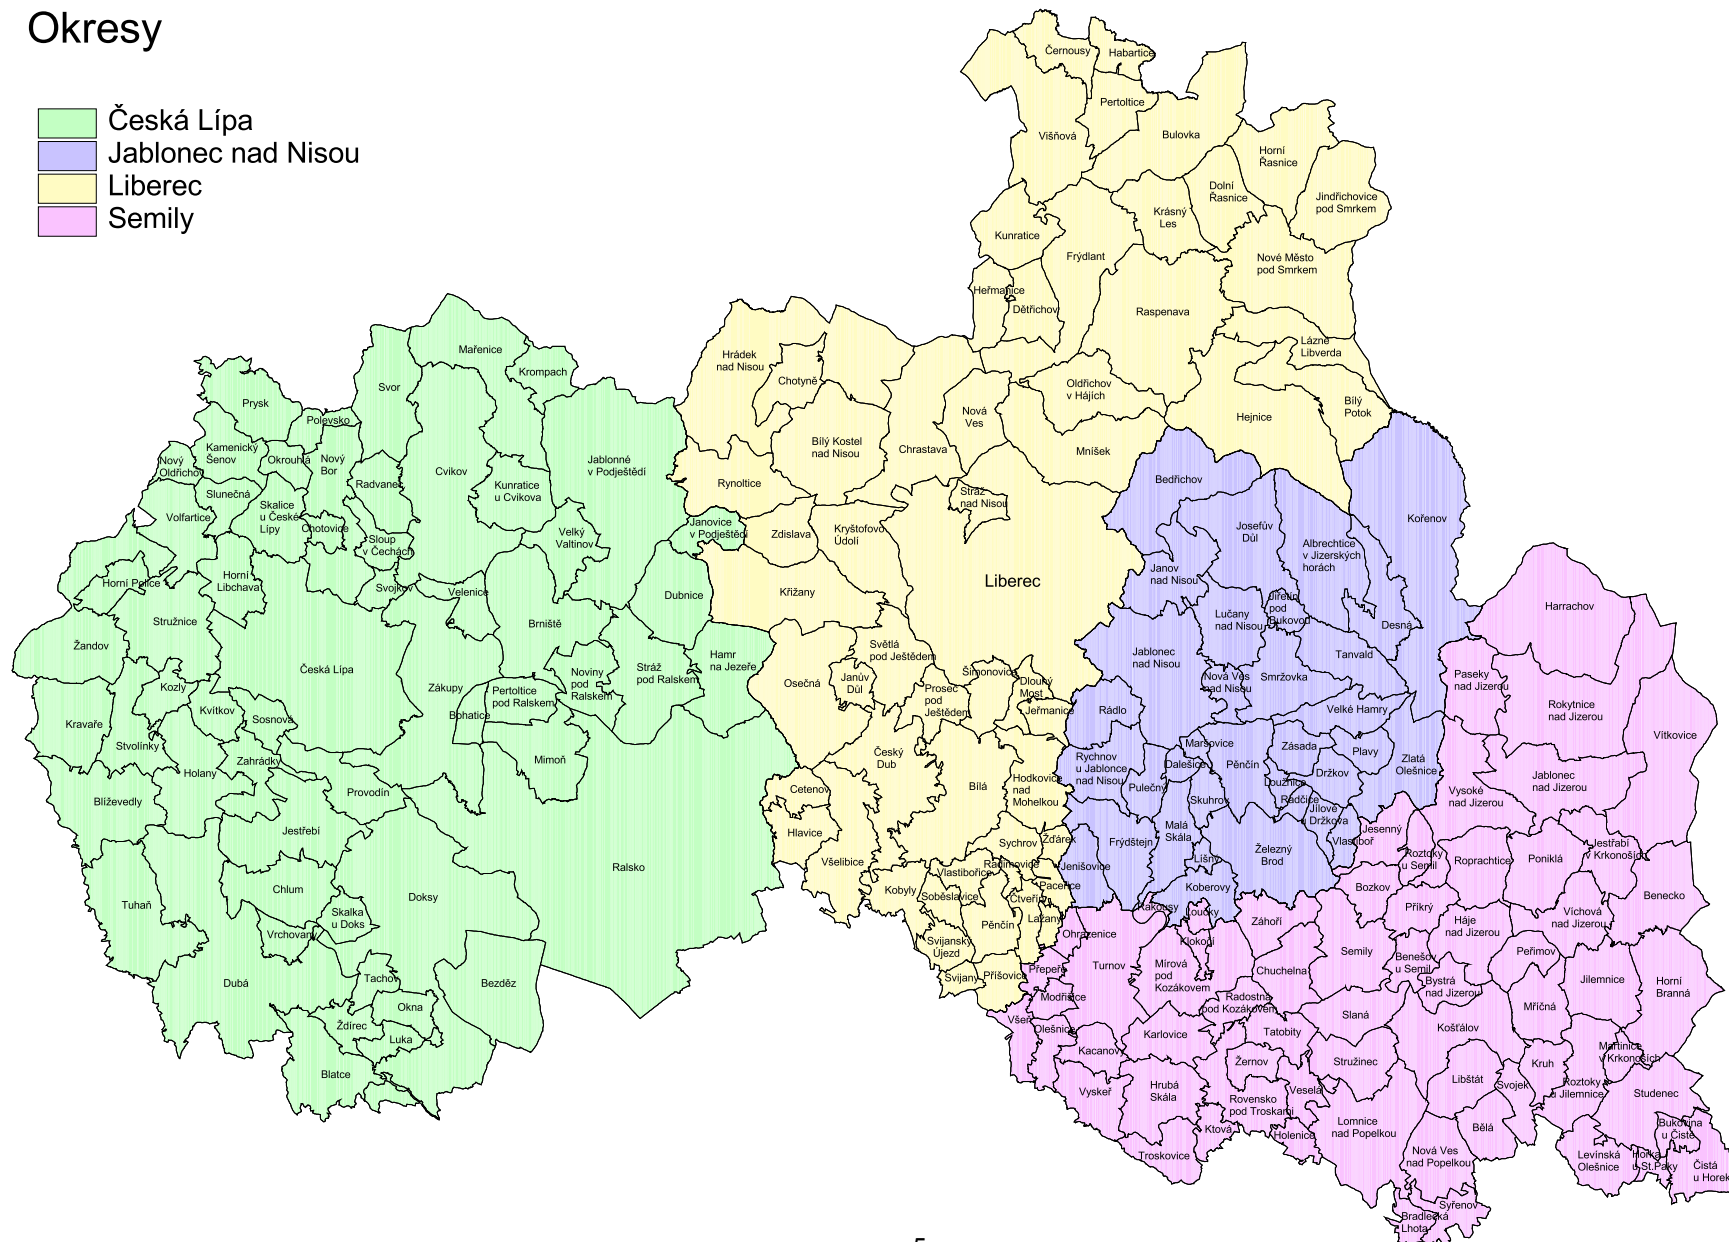 Okresy
Česká Lípa
Jablonec nad Nisou
Liberec
Semily
Černousy
Habartice
Pertoltice
Višňová
Bulovka
Horní
Řasnice
Dolní
Řasnice
Jindřichovice
pod Smrkem
Krásný
Les
Kunratice
Frýdlant
Nové Město
pod Smrkem
Heřmanice
Dětřichov
Raspenava
Lázně
Libverda
Bílý
Potok
Hejnice
Oldřichov
v Hájích
Mníšek
Nová
Ves
Chrastava
Hrádek
nad Nisou
Chotyně
Bílý Kostel
nad Nisou
Rynoltice
Stráž
nad Nisou
Zdislava
Kryštofovo
Údolí
Liberec
Křižany
Světlá
pod Ještědem
Osečná
Janův
Důl
Šimonovice
Dlouhý
Most
Prosec
pod
Ještědem
Jeřmanice
Český
Dub
Bílá
Hodkovice
nad
Mohelkou
Cetenov
Hlavice
Všelibice
Sychrov
Žďárek
Radimovice
Vlastibořice
Paceřice
Kobyly
Soběslavice
Čtveřín
Lažany
Pěnčín
Svijanský
Újezd
Svijany
Příšovice
Mařenice
Krompach
Svor
Prysk
Polevsko
Kamenický
Šenov
Okrouhlá
Nový
Bor
Nový
Oldřichov
Radvanec
Cvikov
Kunratice
u Cvikova
Jablonné
v Podještědí
Slunečná
Skalice
u České
Lípy
Volfartice
Chotovice
Sloup
v Čechách
Velký
Valtinov
Janovice
v Podještědí
Horní Police
Horní
Libchava
Svojkov
Velenice
Dubnice
Stružnice
Brniště
Žandov
Česká Lípa
Hamr
na Jezeře
Noviny
pod
Ralskem
Stráž
pod Ralskem
Kozly
Zákupy
Pertoltice
pod Ralskem
Kvítkov
Sosnová
Bohatice
Kravaře
Stvolínky
Zahrádky
Mimoň
Holany
Provodín
Blíževedly
Jestřebí
Ralsko
Chlum
Doksy
Tuhaň
Skalka
u Doks
Vrchovany
Tachov
Bezděz
Dubá
Okna
Ždírec
Luka
Blatce
Bedřichov
Kořenov
Josefův
Důl
Albrechtice
v Jizerských
horách
Janov
nad Nisou
Jiřetín
pod
Bukovou
Lučany
nad Nisou
Desná
Jablonec
nad Nisou
Tanvald
Nová Ves
nad Nisou
Smržovka
Rádlo
Velké Hamry
Maršovice
Zásada
Plavy
Zlatá
Olešnice
Rychnov
u Jablonce
nad Nisou
Dalešice
Pěnčín
Držkov
Loužnice
Pulečný
Skuhrov
Radčice
Jílové
u Držkova
Malá
Skála
Vlastiboř
Frýdštejn
Železný
Brod
Líšný
Jenišovice
Koberovy
Harrachov
Paseky
nad Jizerou
Rokytnice
nad Jizerou
Vítkovice
Jablonec
nad Jizerou
Vysoké
nad Jizerou
Jesenný
Roztoky
u Semil
Roprachtice
Poniklá
Jestřabí
v Krkonoších
Bozkov
Benecko
Příkrý
Rakousy
Loučky
Záhoří
Háje
nad Jizerou
Víchová
nad Jizerou
Ohrazenice
Klokočí
Semily
Benešov
u Semil
Peřimov
Přepeře
Turnov
Mírová
pod
Kozákovem
Chuchelna
Bystrá
nad Jizerou
Jilemnice
Horní
Branná
Modřišice
Radostná
pod Kozákovem
Mříčná
Všeň
Olešnice
Slaná
Tatobity
Košťálov
Karlovice
Kacanovy
Žernov
Stružinec
Martinice
v Krkonoších
Kruh
Vyskeř
Hrubá
Skála
Veselá
Libštát
Svojek
Roztoky
u Jilemnice
Studenec
Rovensko
pod Troskami
Lomnice
nad Popelkou
Ktová
Holenice
Bělá
Bukovina
u Čisté
Troskovice
Nová Ves
nad Popelkou
Levínská
Olešnice
Horka
u St.Paky
Čistá
u Horek
Syřenov
Bradlecká
Lhota
5